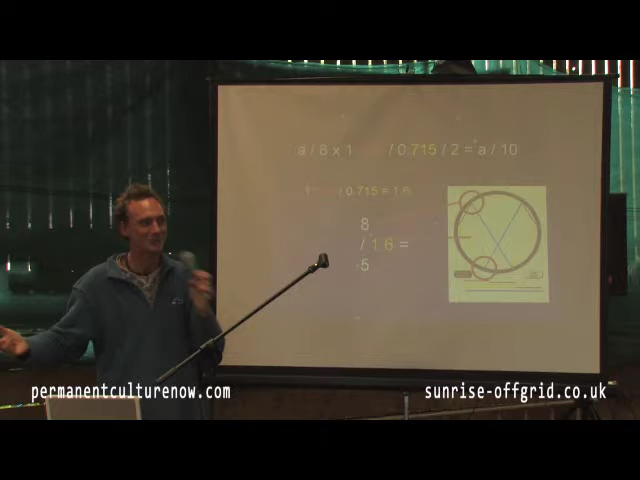 a / 8 x 1 / 0.715 / 2 = a / 10
/ 0.715 = 1.6
8
/ 1.6 =
5
permanentculturenow.com
sunrise-offgrid.co.uk